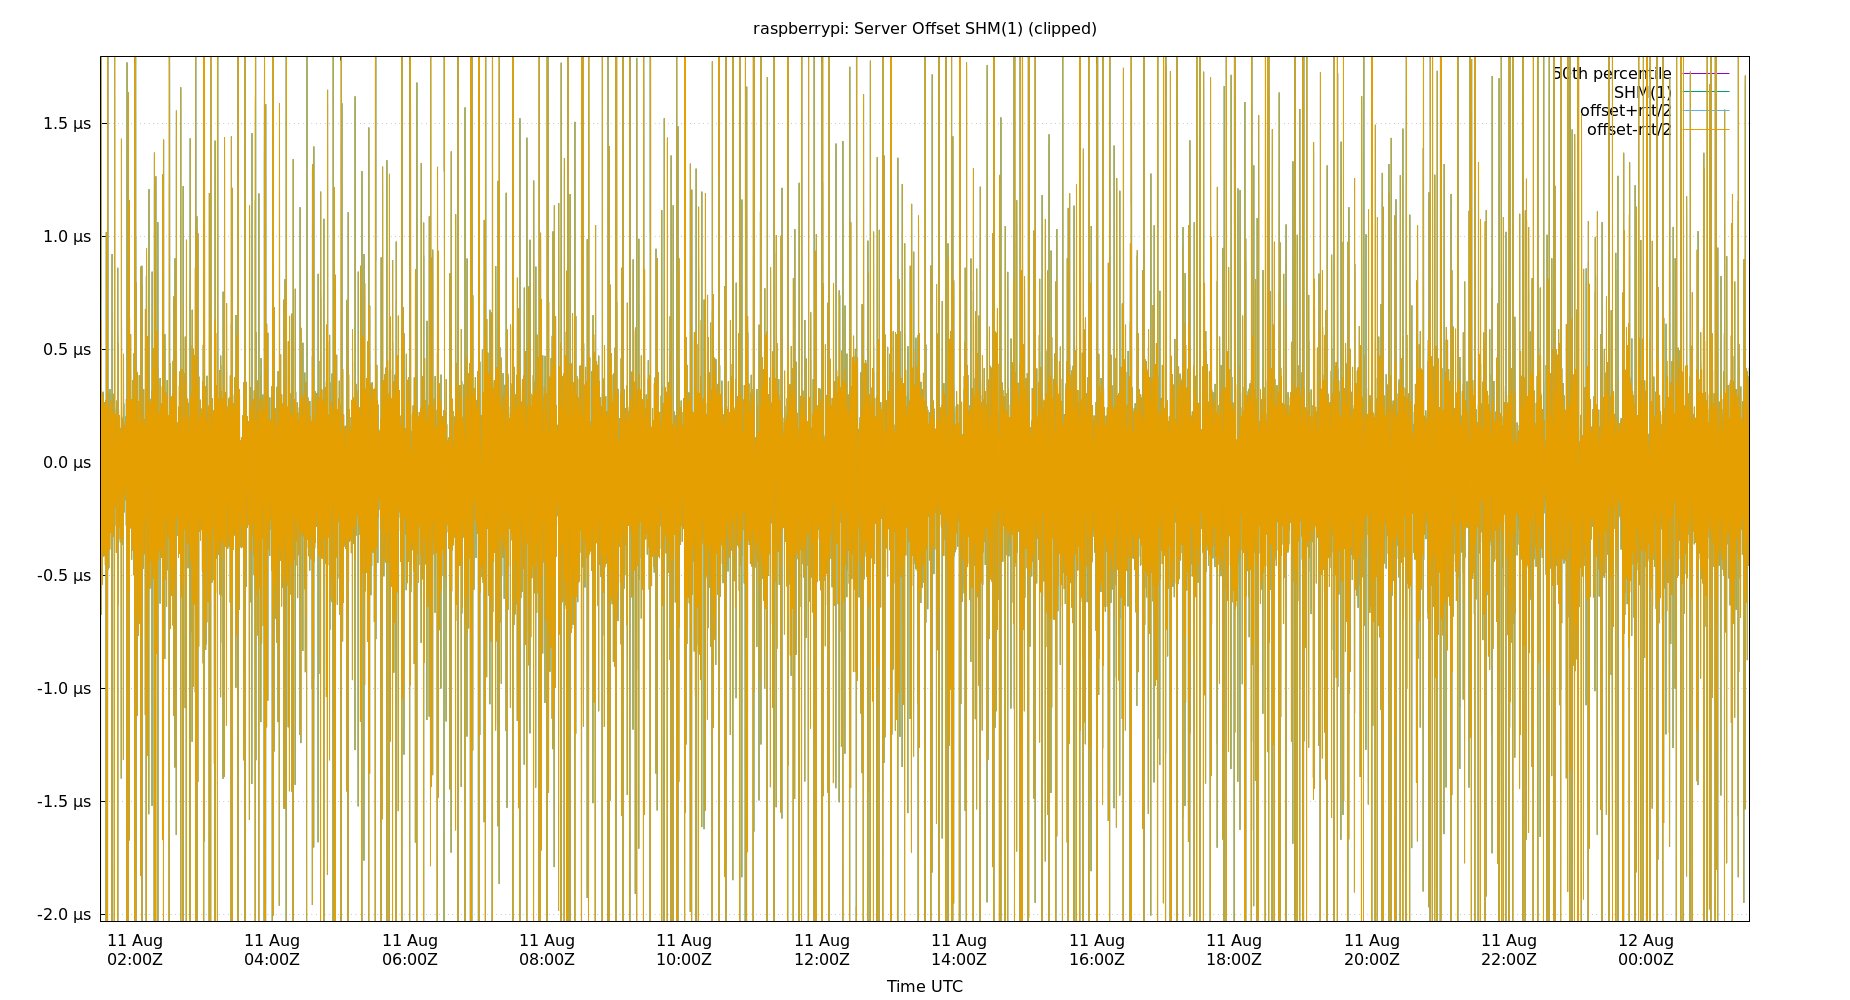 raspberrypi: Server Offset SHM(1) (clipped)
50th percentile
SHM(1)
offset+rtt/2
offset-rtt/2
1.5 µs
1.0 µs
0.5 µs
0.0 µs
-0.5 µs
-1.0 µs
-1.5 µs
-2.0 µs
11 Aug 11 Aug 11 Aug 11 Aug 11 Aug 11 Aug 11 Aug 11 Aug 11 Aug 11 Aug 11 Aug 12 Aug
02:00Z 04:00Z 06:00Z 08:00Z 10:00Z 12:00Z 14:00Z 16:00Z 18:00Z 20:00Z 22:00Z 00:00Z
Time UTC